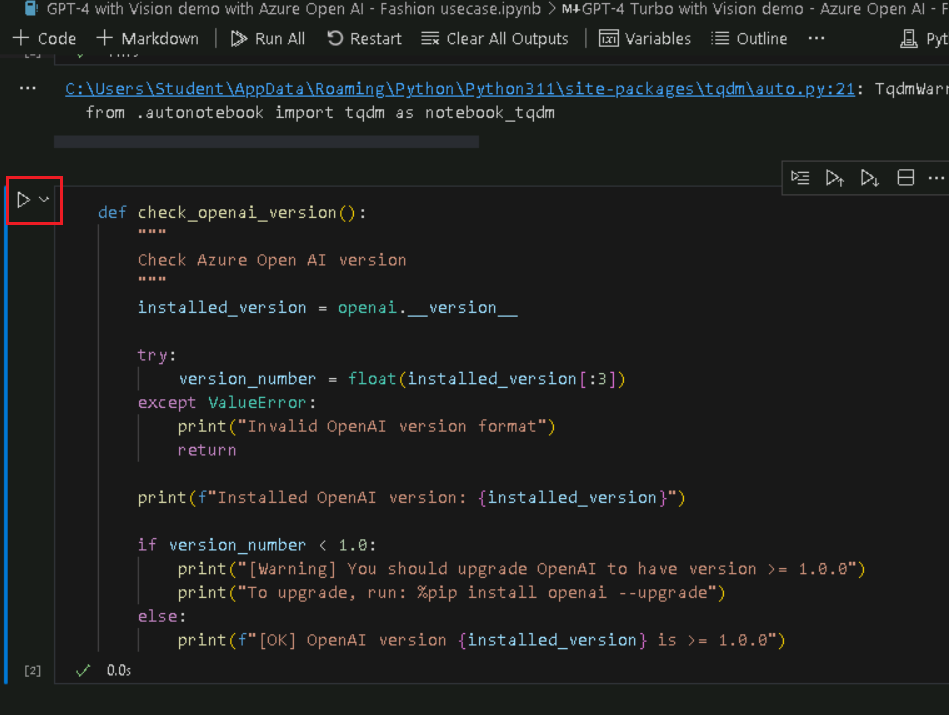 GPT-4 with Vision demo with Azure Open AI - Fashion usecase.ipynb > M↓GPT-4 Turbo with Vision demo - Azure Open AI - F
+ Code + Markdown | Run All Restart Clear All Outputs | Variables Outline ··· Pyt
··· C:\Users\Student\AppData\Roaming\Python\Python311\site-packages\tqdm\auto.py:21: TqdmWarn
from .autonotebook import tqdm as notebook_tqdm
def check_openai_version():
"""
Check Azure Open AI version
"""
installed_version = openai.__version__
try:
version_number = float(installed_version[:3])
except ValueError:
print("Invalid OpenAI version format")
return
print(f"Installed OpenAI version: {installed_version}")
if version_number < 1.0:
print("[Warning] You should upgrade OpenAI to have version >= 1.0.0")
print("To upgrade, run: %pip install openai --upgrade")
else:
print(f"[OK] OpenAI version {installed_version} is >= 1.0.0")
[2] ✓ 0.0s